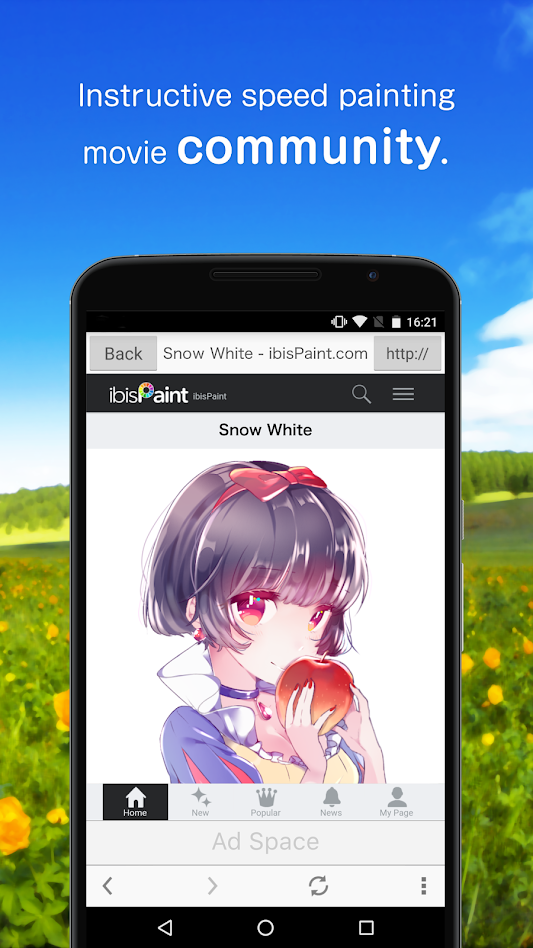 Instructive speed painting
movie community.
16:21
Back
Snow White - ibisPaint.com
http://
ibisPaint ibisPaint
Snow White
Home
New
Popular
News
My Page
Ad Space